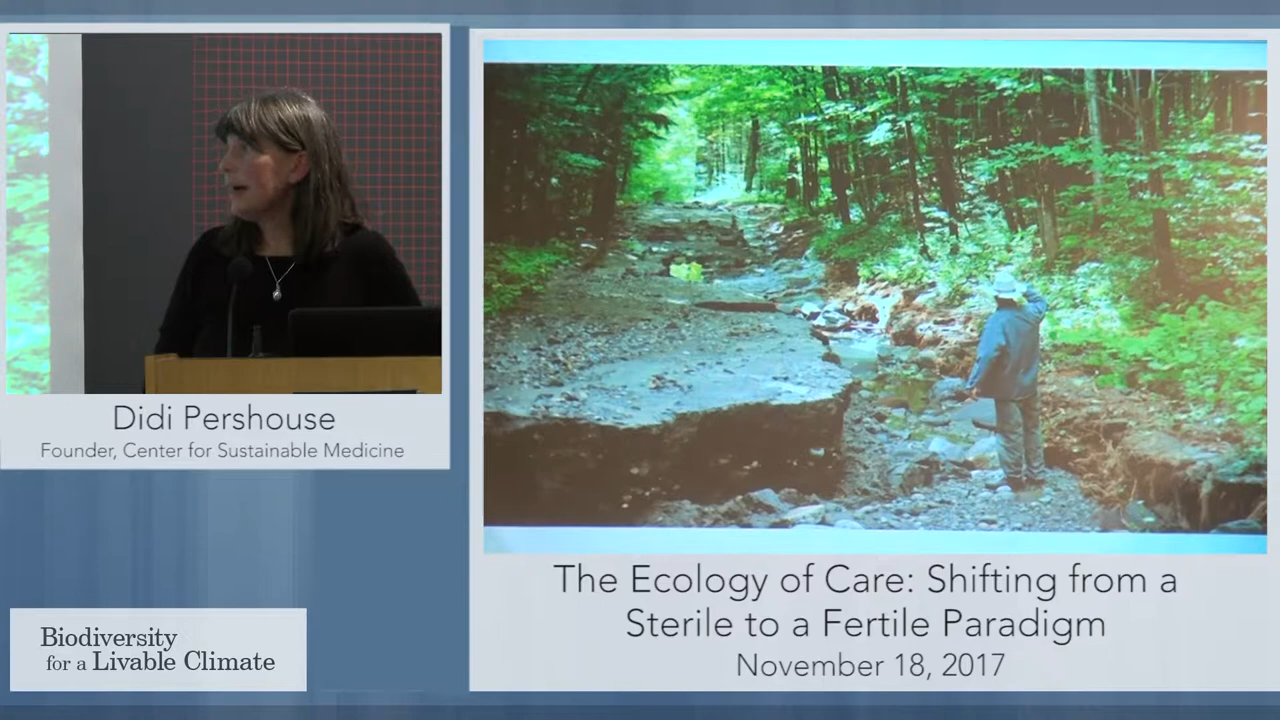 Didi Pershouse
Founder, Center for Sustainable Medicine
The Ecology of Care: Shifting from a
Sterile to a Fertile Paradigm
November 18, 2017
Biodiversity
for a Livable Climate